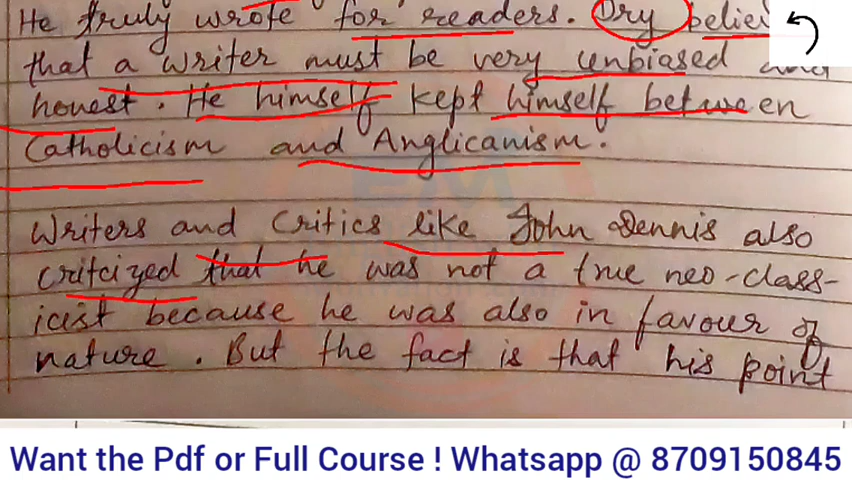 He truly wrote for readers. Dry believ
that a writer must be very unbiased and
honest. He himself kept himself between
Catholicism and Anglicanism.
Writers and Critics like John Dennis also
critcized that he was not a true neo-class-
icist because he was also in favour of
nature. But the fact is that his point
Want the Pdf or Full Course ! Whatsapp @ 8709150845